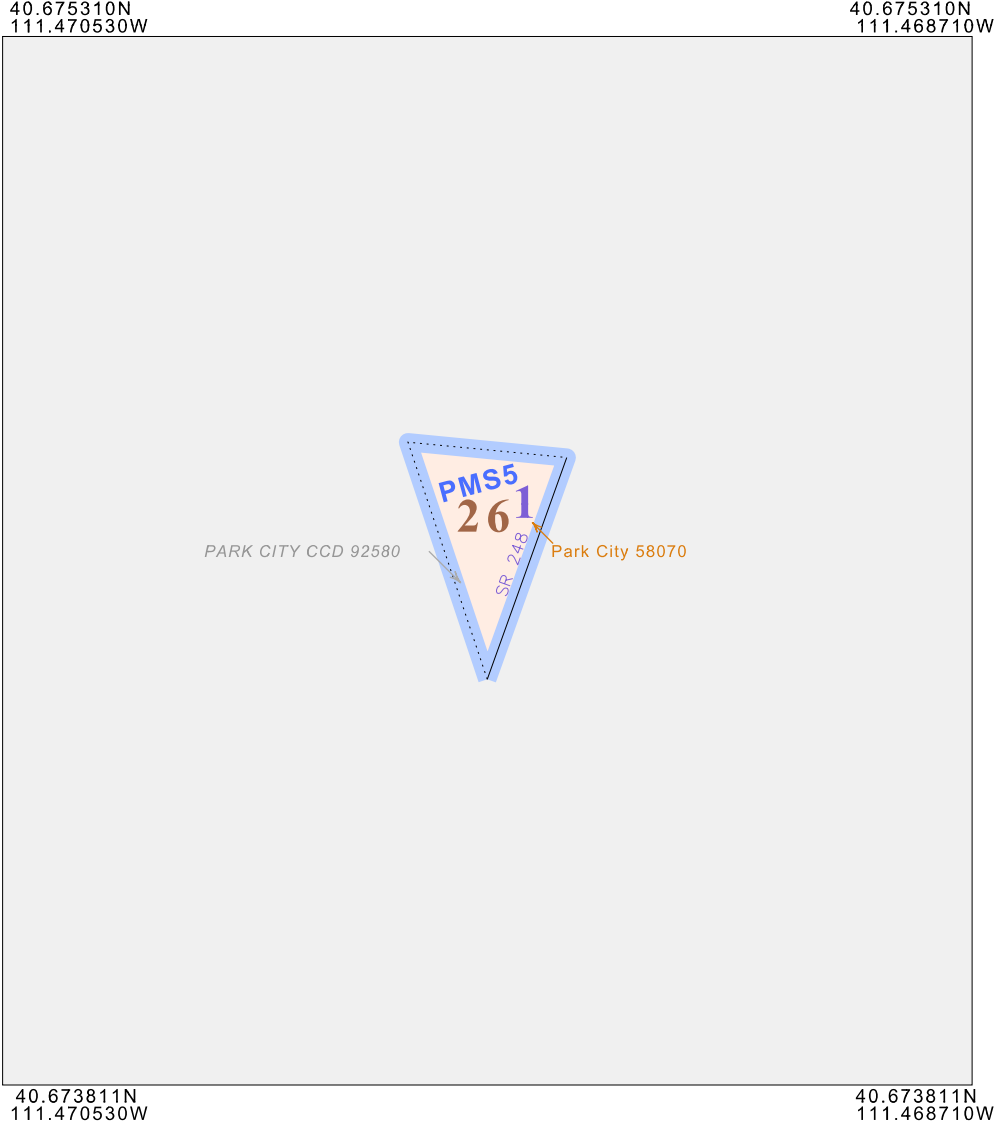 40.675310N
111.470530W
40.675310N
111.468710W
PMS5
261
SR 248
PARK CITY CCD 92580
Park City 58070
40.673811N
111.470530W
40.673811N
111.468710W